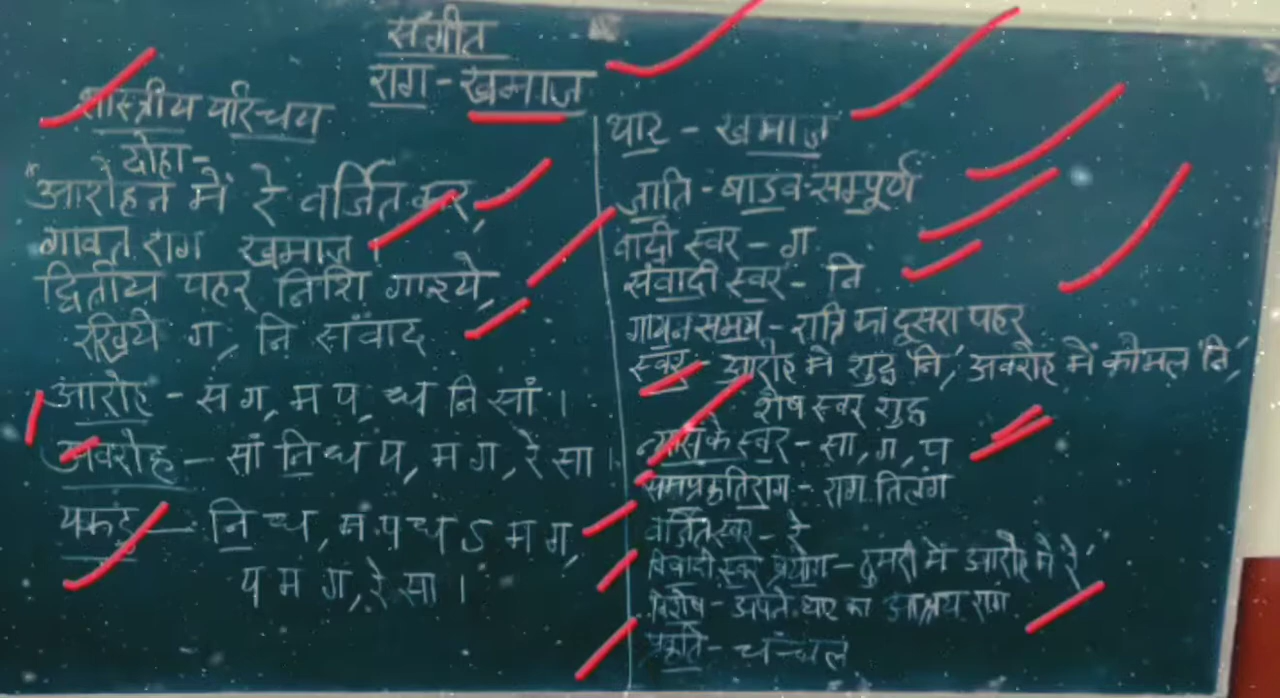 संगीत
राग - खमाज
शास्त्रीय परिचय
दोहा-
"आरोहन में रे वर्जित कर,
गावत राग खमाज ।
द्वितीय पहर निशि गाइये,
रखिये ग, नि संवाद
आरोह - स ग, म प, ध नि सां ।
अवरोह - सां नि ध प, म ग, रे सा ।
पकड़ - नि ध, म प ध ऽ म ग,
प म ग, रे सा ।
थाट - खमाज
जाति - षाडव-सम्पूर्ण
वादी स्वर - ग
संवादी स्वर - नि
गायन समय - रात्रि का दूसरा पहर
स्वर - आरोह में शुद्ध 'नि', अवरोह में कोमल 'नि',
शेष स्वर शुद्ध
न्यास के स्वर - सा, ग, प
समप्रकृति राग - राग तिलंग
वर्जित स्वर - रे
विवादी स्वर प्रयोग - ठुमरी में आरोह में 'रे'
विशेष - अपने थाट का आश्रय राग
प्रकृति - चंचल